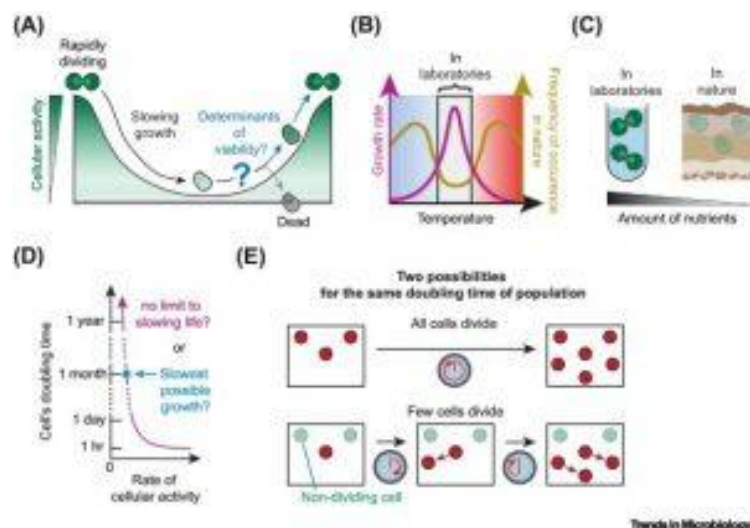 (A)
Rapidly
dividing
Cellular activity
Slowing
growth
Determinants
of
viability?
?
Dead
(B)
In
laboratories
Growth rate
Frequency of occurrence
in nature
Temperature
(C)
In
laboratories
In
nature
Amount of nutrients
(D)
Cell's doubling time
1 year
1 month
1 day
1 hr
0
no limit to
slowing life?
or
Slowest
possible
growth?
Rate of
cellular activity
(E)
Two possibilities
for the same doubling time of population
All cells divide
Few cells divide
Non-dividing cell
Trends in Microbiology